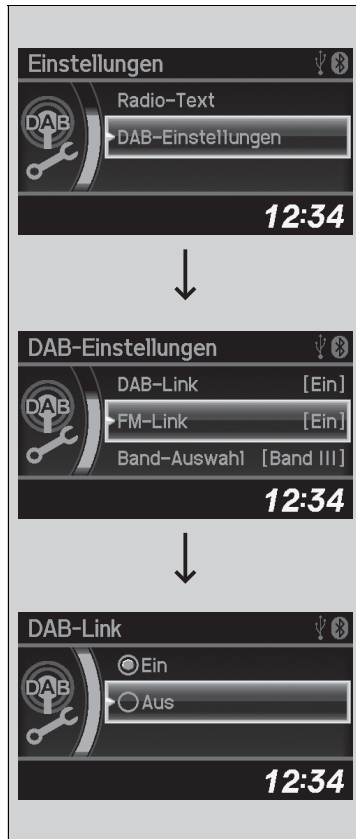 Einstellungen
Radio-Text
DAB
DAB-Einstellungen
12:34
DAB-Einstellungen
DAB-Link [Ein]
DAB
FM-Link [Ein]
Band-Auswahl [Band III]
12:34
DAB-Link
Ein
DAB
Aus
12:34